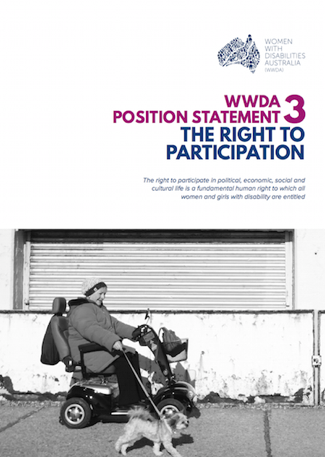 WOMEN
WITH
DISABILITIES
AUSTRALIA
(WWDA)
WWDA
POSITION STATEMENT 3
THE RIGHT TO
PARTICIPATION
The right to participate in political, economic, social and
cultural life is a fundamental human right to which all
women and girls with disability are entitled